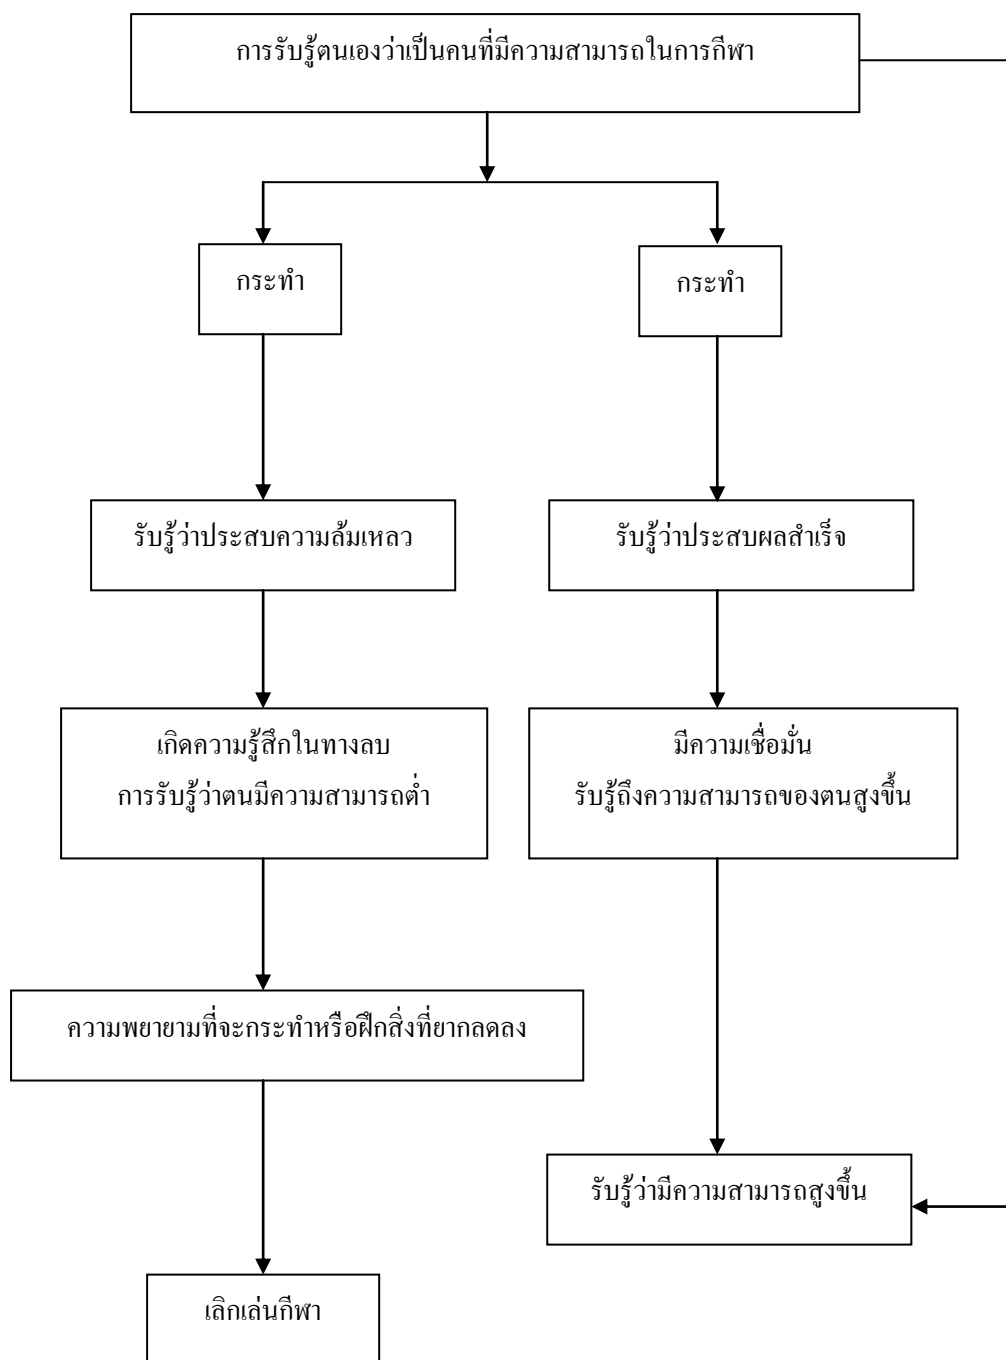 การรับรู้ตนเองว่าเป็นคนที่มีความสามารถในการกีฬา
กระทำ
กระทำ
รับรู้ว่าประสบความล้มเหลว
รับรู้ว่าประสบผลสำเร็จ
เกิดความรู้สึกในทางลบ
การรับรู้ว่าตนมีความสามารถต่ำ
มีความเชื่อมั่น
รับรู้ถึงความสามารถของตนสูงขึ้น
ความพยายามที่จะกระทำหรือฝึกสิ่งที่ยากลดลง
รับรู้ว่ามีความสามารถสูงขึ้น
เลิกเล่นกีฬา